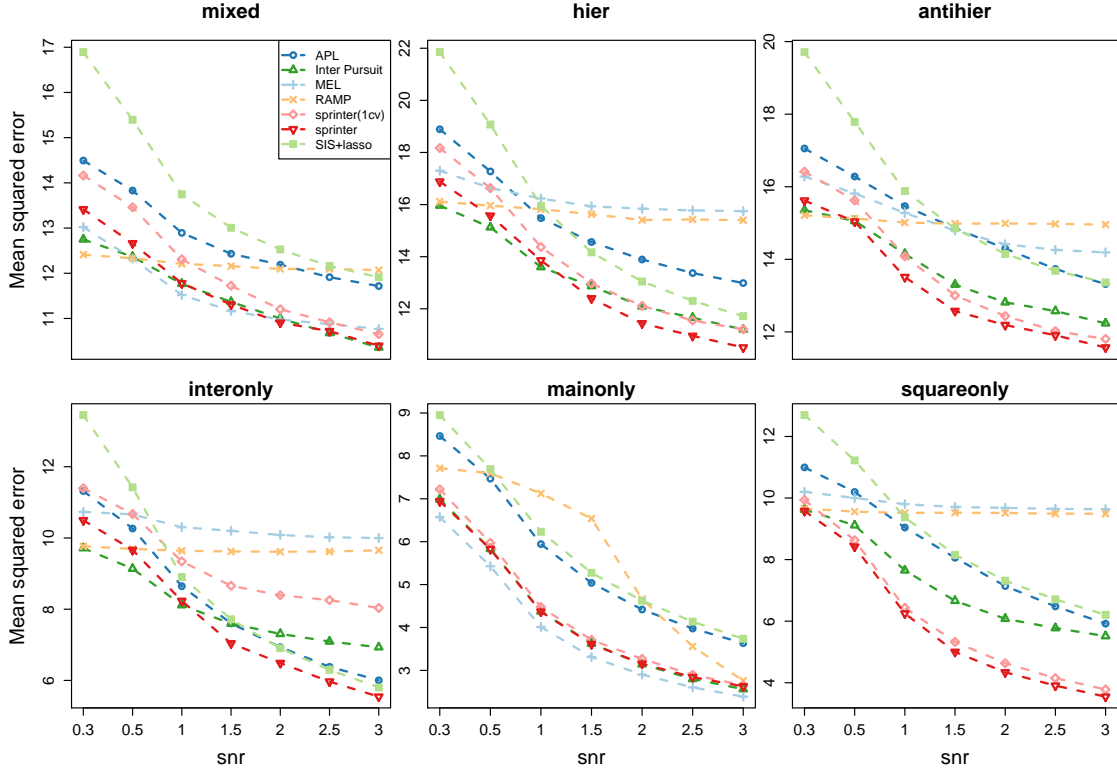 mixed
hier
antihier
Mean squared error
17
16
15
14
13
12
11
APL
Inter Pursuit
MEL
RAMP
sprinter(1cv)
sprinter
SIS+lasso
22
20
18
16
14
12
20
18
16
14
12
interonly
mainonly
squareonly
Mean squared error
12
10
8
6
9
8
7
6
5
4
3
12
10
8
6
4
0.3 0.5 1 1.5 2 2.5 3
0.3 0.5 1 1.5 2 2.5 3
0.3 0.5 1 1.5 2 2.5 3
snr
snr
snr